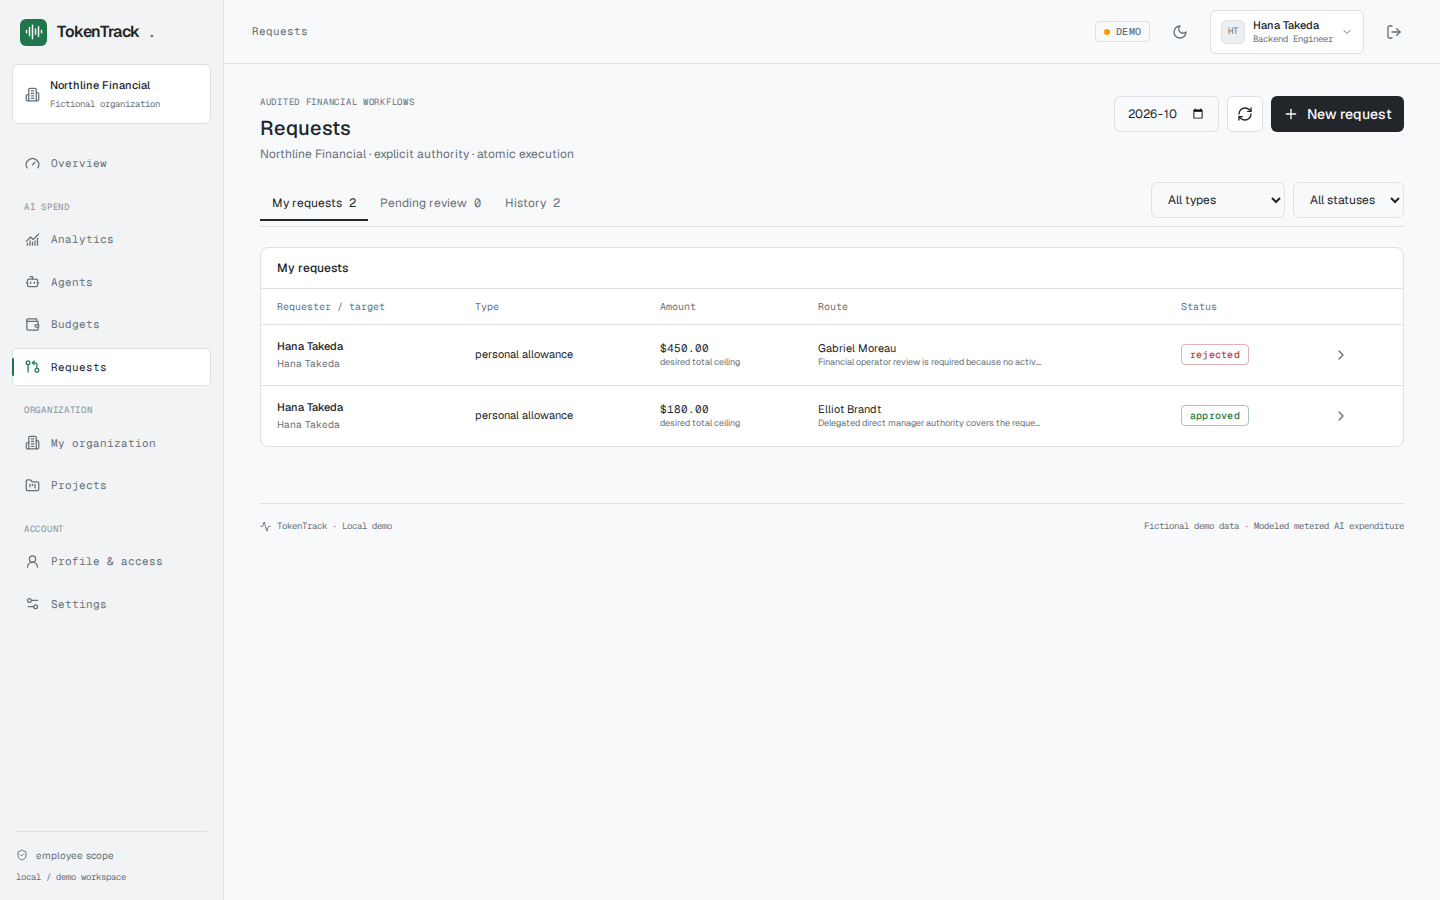 TokenTrack .
Northline Financial
Fictional organization
Overview
AI SPEND
Analytics
Agents
Budgets
Requests
ORGANIZATION
My organization
Projects
ACCOUNT
Profile & access
Settings
employee scope
local / demo workspace
Requests
DEMO
HT
Hana Takeda
Backend Engineer
AUDITED FINANCIAL WORKFLOWS
Requests
Northline Financial · explicit authority · atomic execution
2026-10
New request
My requests 2
Pending review 0
History 2
All types
All statuses
My requests
Requester / target
Type
Amount
Route
Status
Hana Takeda
Hana Takeda
personal allowance
$450.00
desired total ceiling
Gabriel Moreau
Financial operator review is required because no activ...
rejected
Hana Takeda
Hana Takeda
personal allowance
$180.00
desired total ceiling
Elliot Brandt
Delegated direct manager authority covers the reque...
approved
TokenTrack · Local demo
Fictional demo data · Modeled metered AI expenditure